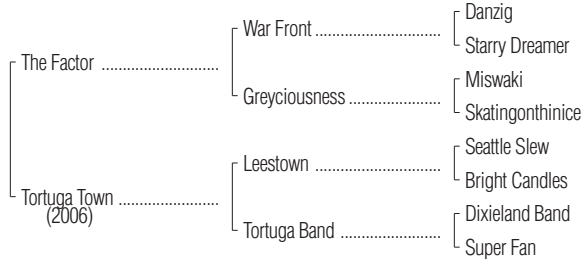 Danzig
War Front ........................
Starry Dreamer
The Factor ..............................
Miswaki
Greyciousness .......................
Skatingonthinice
Seattle Slew
Leestown .........................
Bright Candles
Tortuga Town .........................
(2006)
Dixieland Band
Tortuga Band .........................
Super Fan